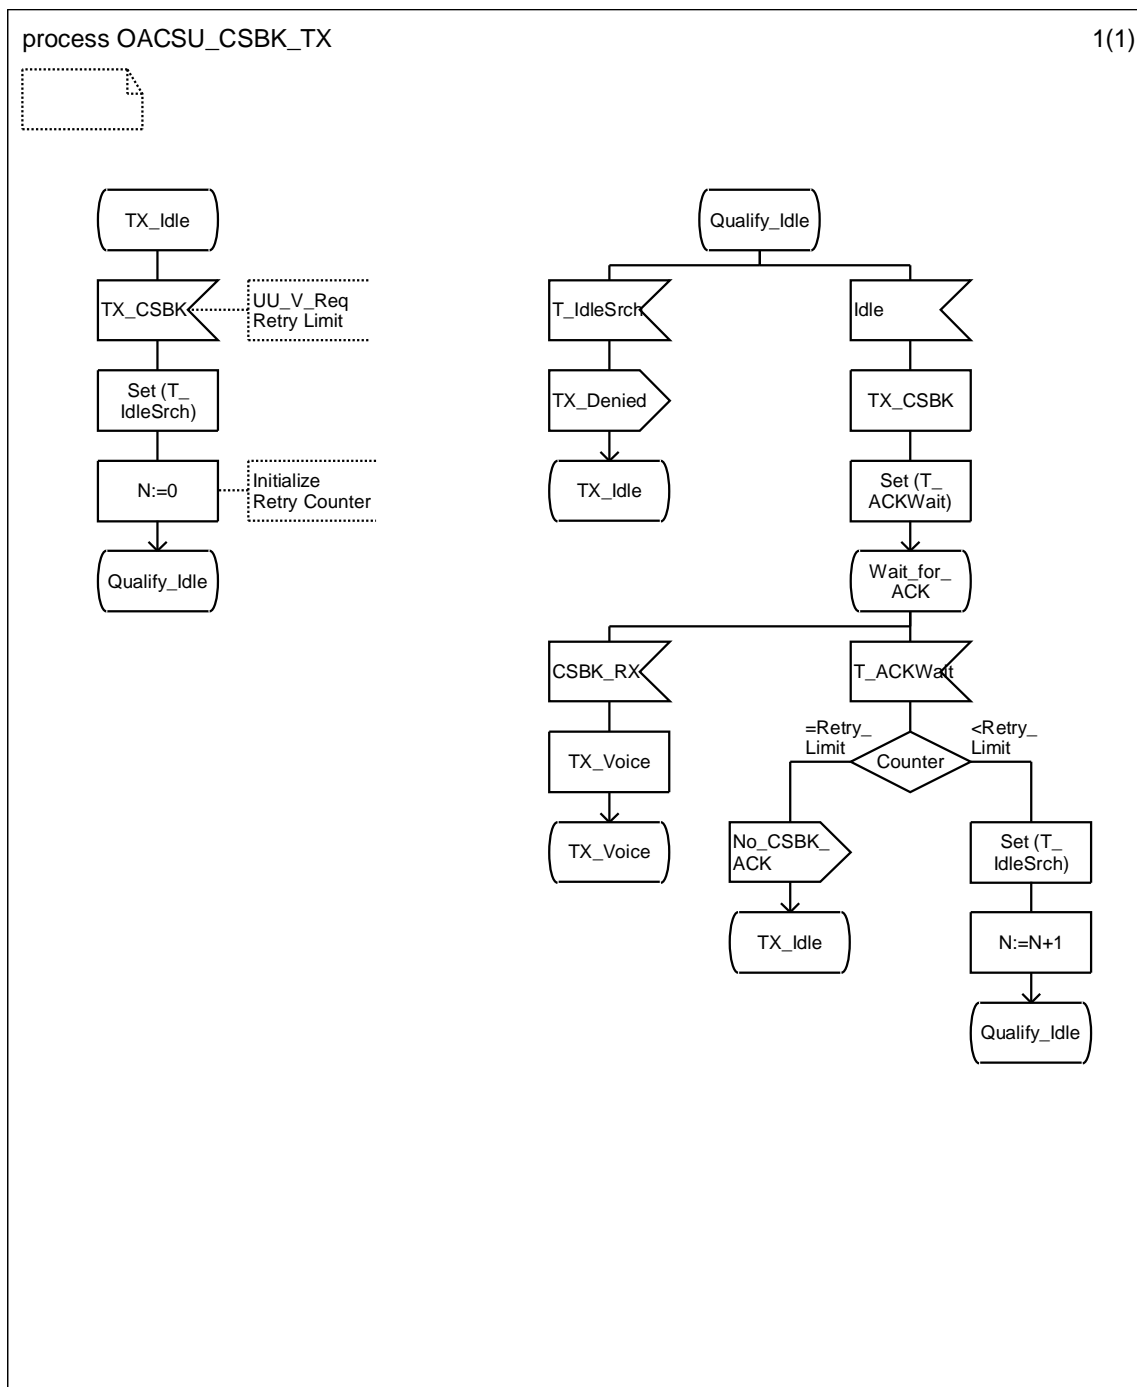 process OACSU_CSBK_TX
1(1)
TX_Idle
TX_CSBK
UU_V_Req
Retry Limit
Set (T_
IdleSrch)
N:=0
Initialize
Retry Counter
Qualify_Idle
Qualify_Idle
T_IdleSrch
Idle
TX_Denied
TX_CSBK
TX_Idle
Set (T_
ACKWait)
Wait_for_
ACK
CSBK_RX
T_ACKWait
TX_Voice
=Retry_
Limit
Counter
<Retry_
Limit
TX_Voice
No_CSBK_
ACK
Set (T_
IdleSrch)
TX_Idle
N:=N+1
Qualify_Idle